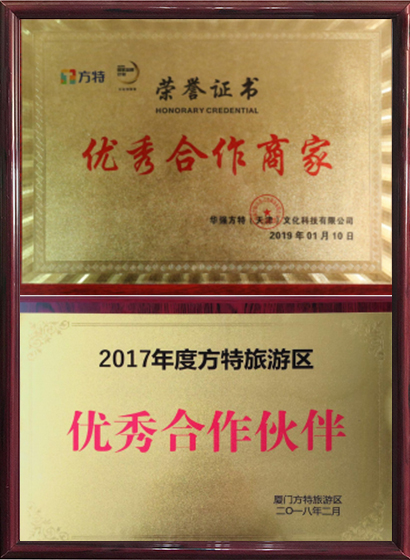 方特
荣誉证书
HONORARY CREDENTIAL
优秀合作商家
华强方特(天津)文化科技有限公司
2019年01月10日
2017年度方特旅游区
优秀合作伙伴
厦门方特旅游区
二〇一八年二月